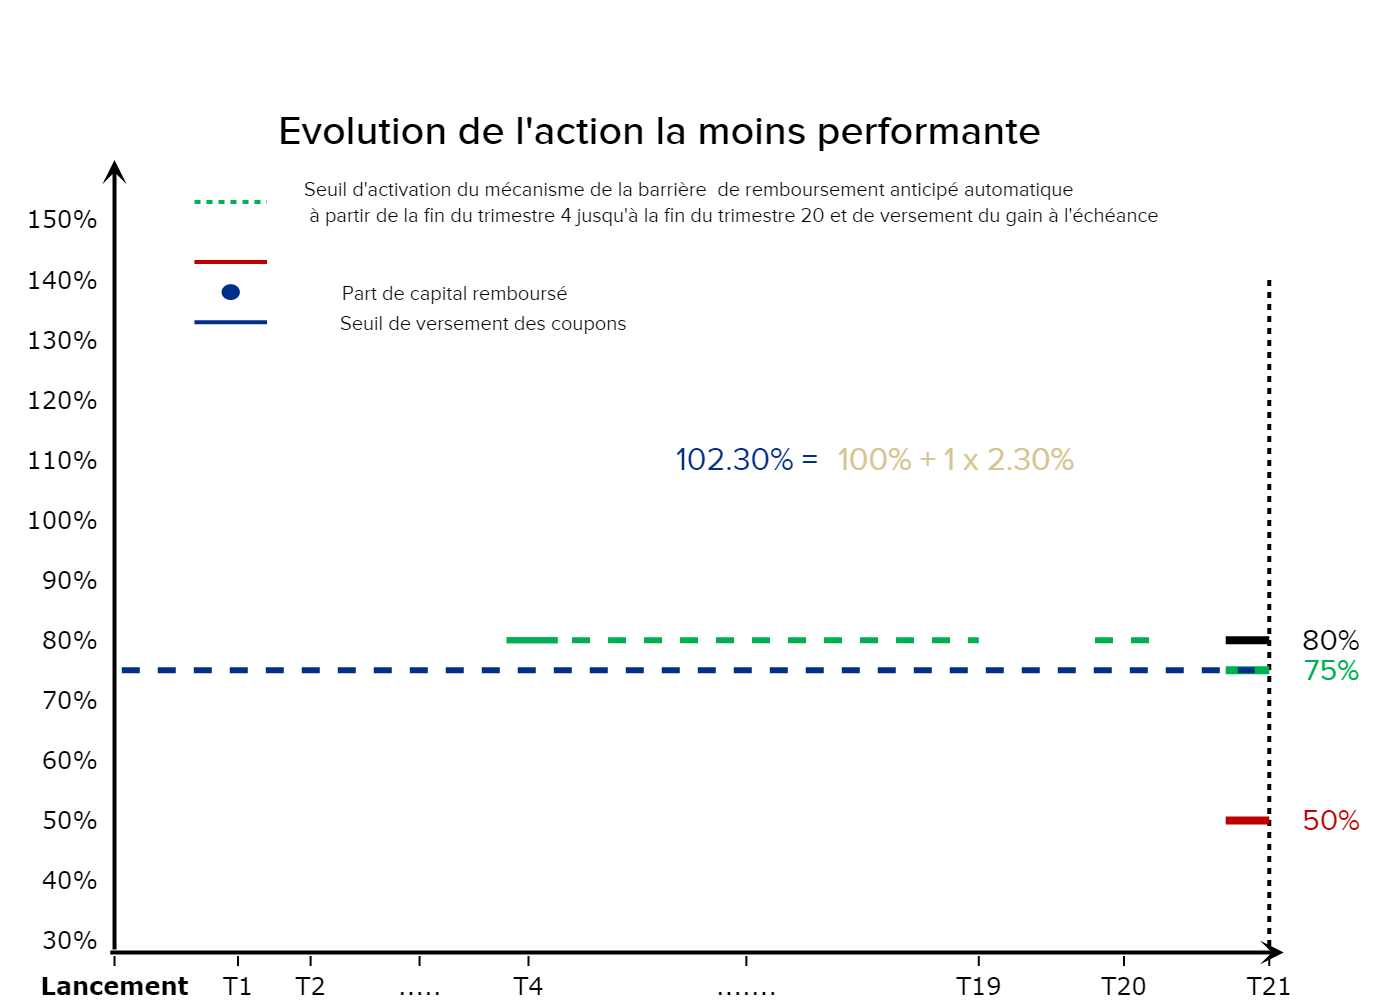 Evolution de l'action la moins performante
Seuil d'activation du mécanisme de la barrière de remboursement anticipé automatique
à partir de la fin du trimestre 4 jusqu'à la fin du trimestre 20 et de versement du gain à l'échéance
150%
140%
Part de capital remboursé
Seuil de versement des coupons
130%
120%
110%
102.30% = 100% + 1 x 2.30%
100%
90%
80%
80%
75%
70%
60%
50%
50%
40%
30%
Lancement T1 T2 ..... T4 ....... T19 T20 T21